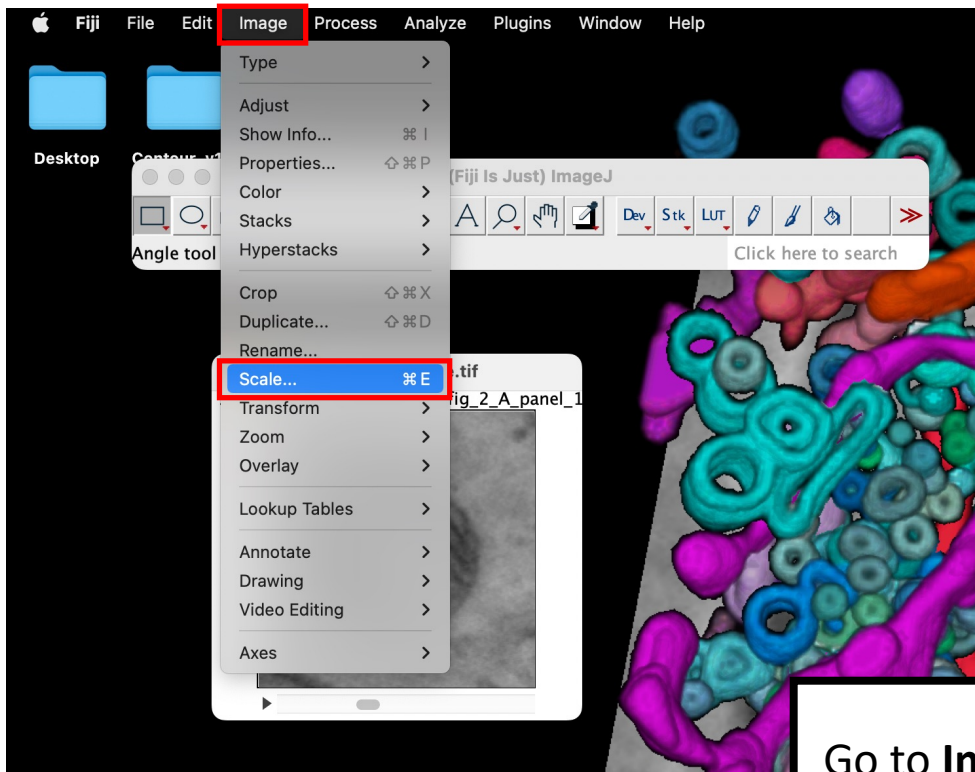 Fiji File Edit Image Process Analyze Plugins Window Help
Type >
Adjust >
Show Info... ⌘ I
Desktop
Properties... ⇧ ⌘ P
(Fiji Is Just) ImageJ
Color >
Stacks >
A Dev Stk LUT >>
Hyperstacks >
Angle tool
Click here to search
Crop ⇧ ⌘ X
Duplicate... ⇧ ⌘ D
Rename...
.tif
Scale... ⌘ E
fig_2_A_panel_1
Transform >
Zoom >
Overlay >
Lookup Tables >
Annotate >
Drawing >
Video Editing >
Axes >
Go to Im